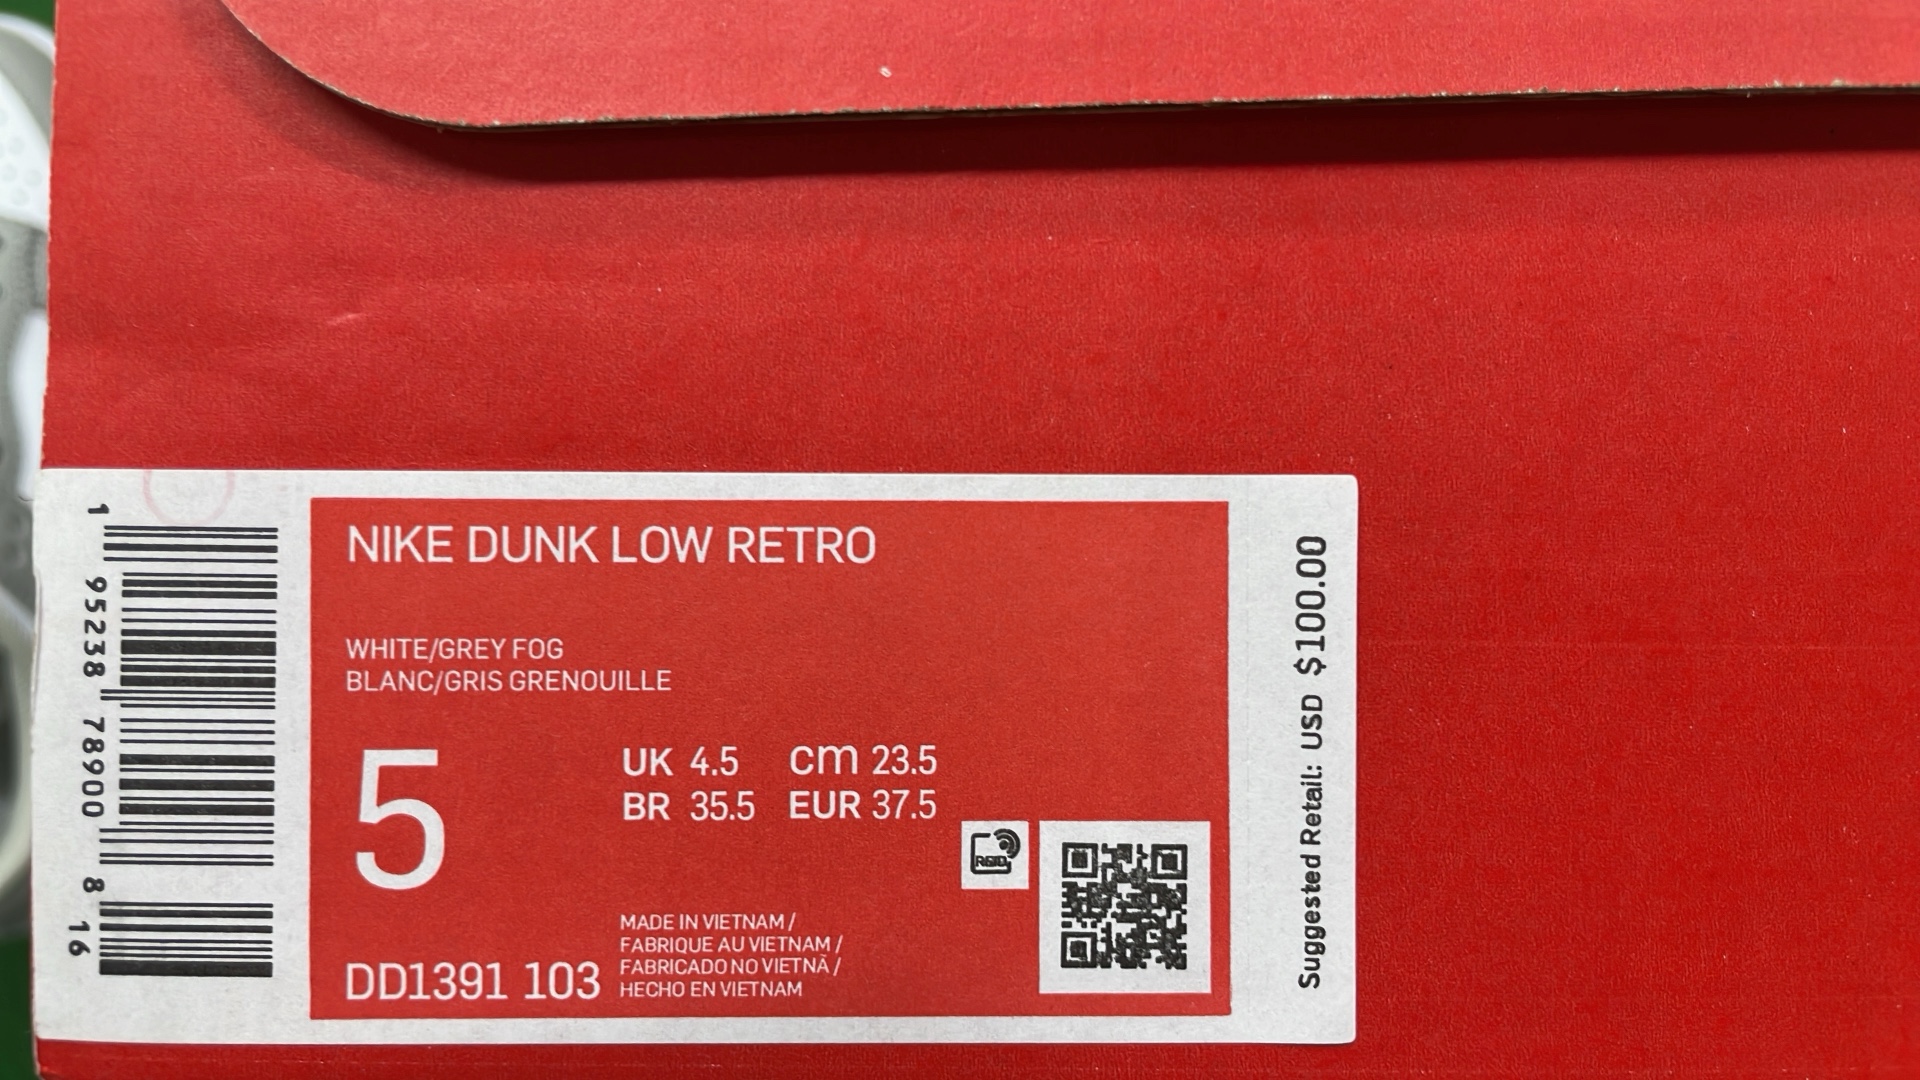 NIKE DUNK LOW RETRO
WHITE/GREY FOG
BLANC/GRIS GRENOUILLE
5
UK 4.5 cm 23.5
BR 35.5 EUR 37.5
DD1391 103
MADE IN VIETNAM /
FABRIQUE AU VIETNAM /
FABRICADO NO VIETNÃ /
HECHO EN VIETNAM
RFID
1 95238 78900 8 16
Suggested Retail: USD $100.00